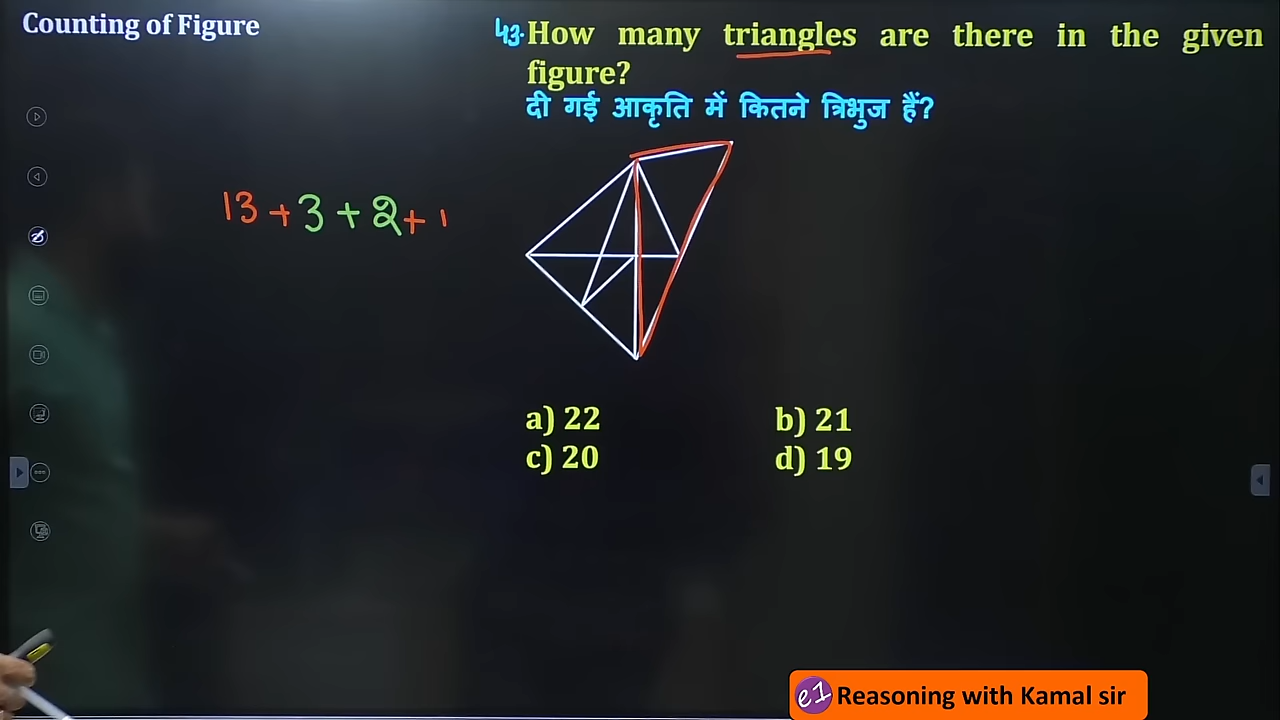 Counting of Figure
43. How many triangles are there in the given
figure?
दी गई आकृति में कितने त्रिभुज हैं?
13 + 3 + 2 + 1
a) 22 b) 21
c) 20 d) 19
e1 Reasoning with Kamal sir